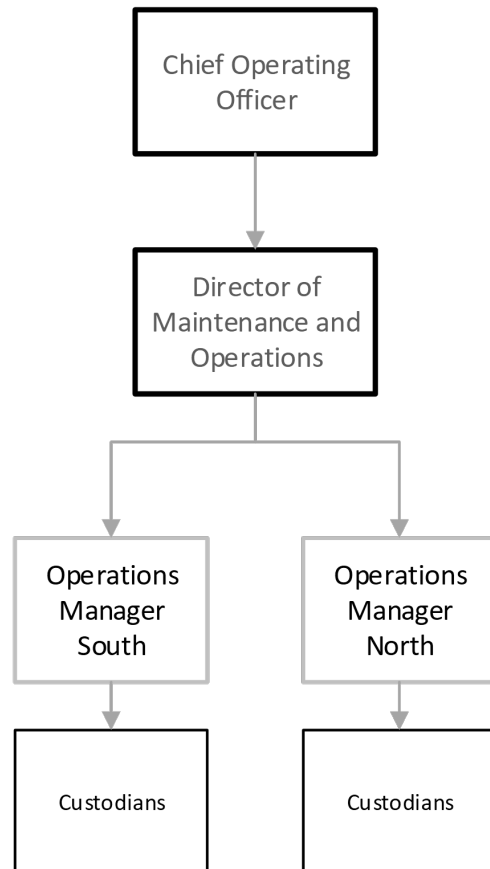 Chief Operating
Officer
Director of
Maintenance and
Operations
Operations
Manager
South
Operations
Manager
North
Custodians
Custodians